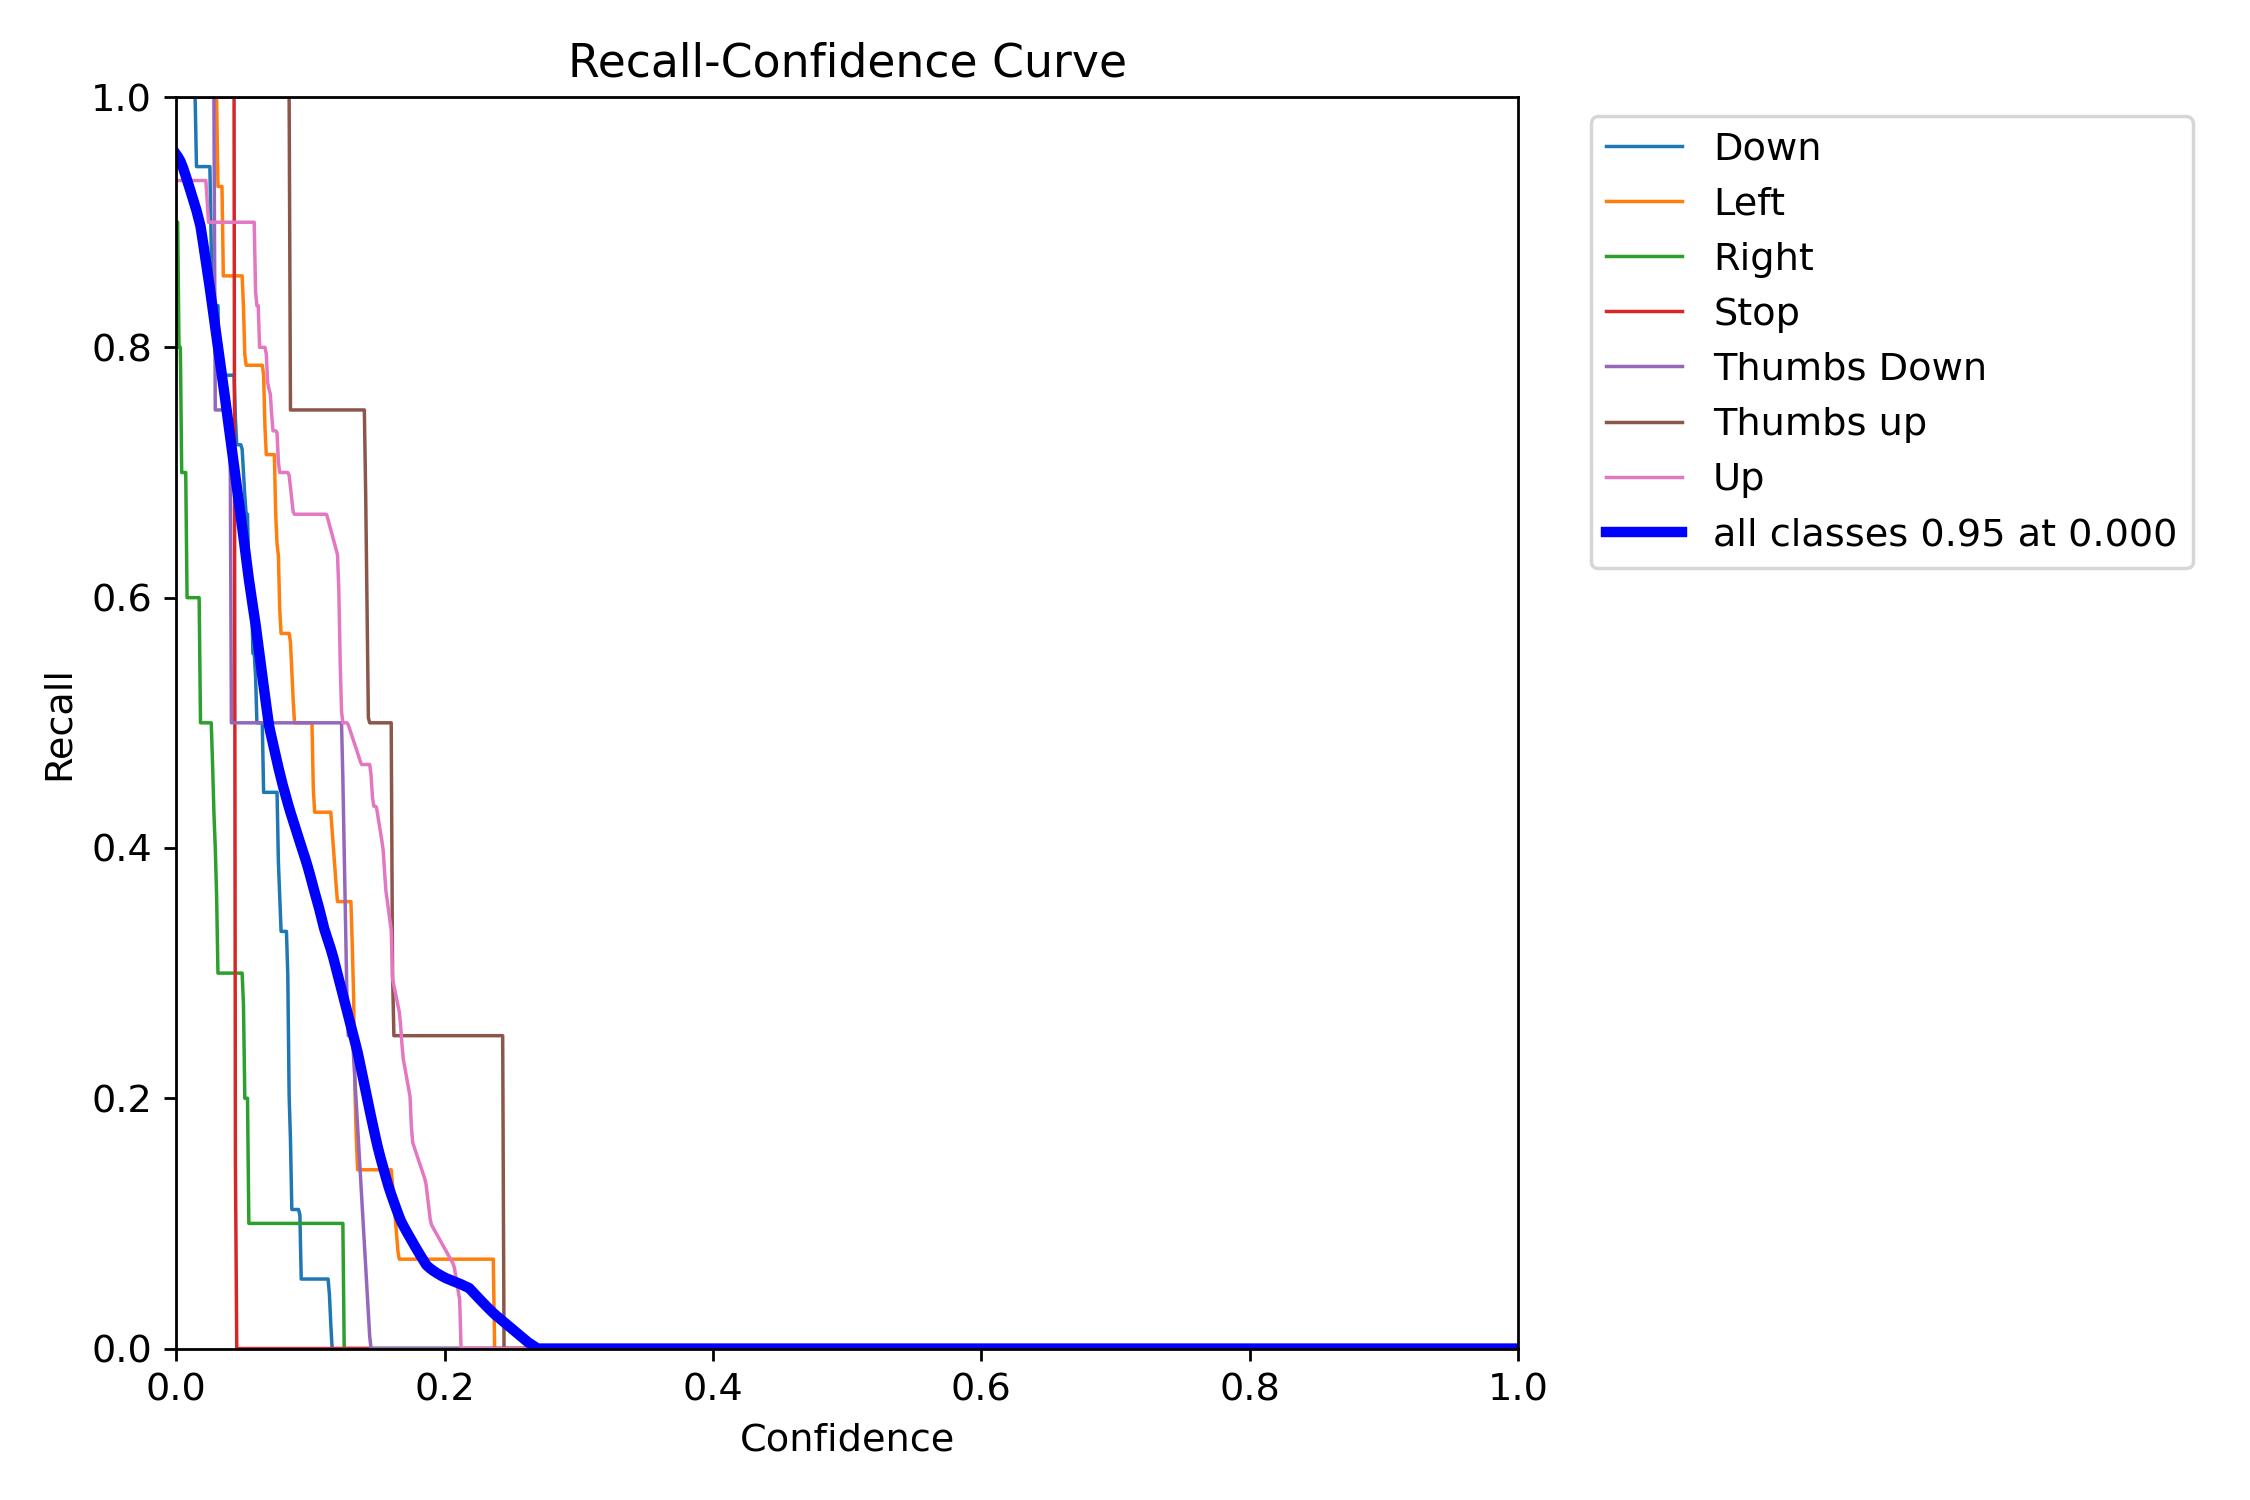 Recall-Confidence Curve
1.0
0.8
0.6
0.4
0.2
0.0
Recall
0.0 0.2 0.4 0.6 0.8 1.0
Confidence
Down
Left
Right
Stop
Thumbs Down
Thumbs up
Up
all classes 0.95 at 0.000